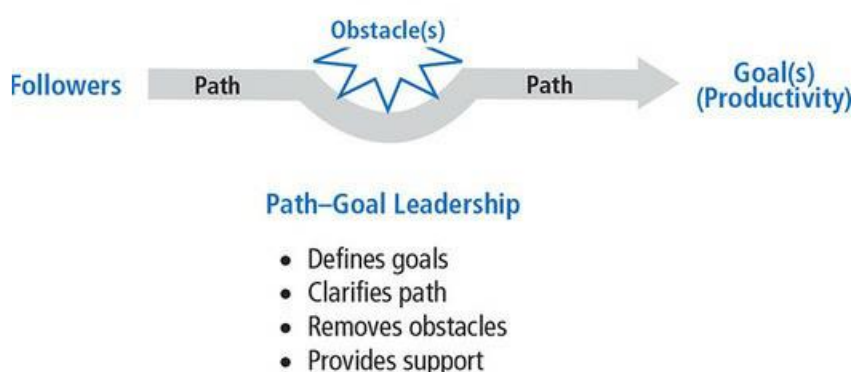 Obstacle(s)
Followers Path Path Goal(s)
(Productivity)
Path–Goal Leadership
• Defines goals
• Clarifies path
• Removes obstacles
• Provides support